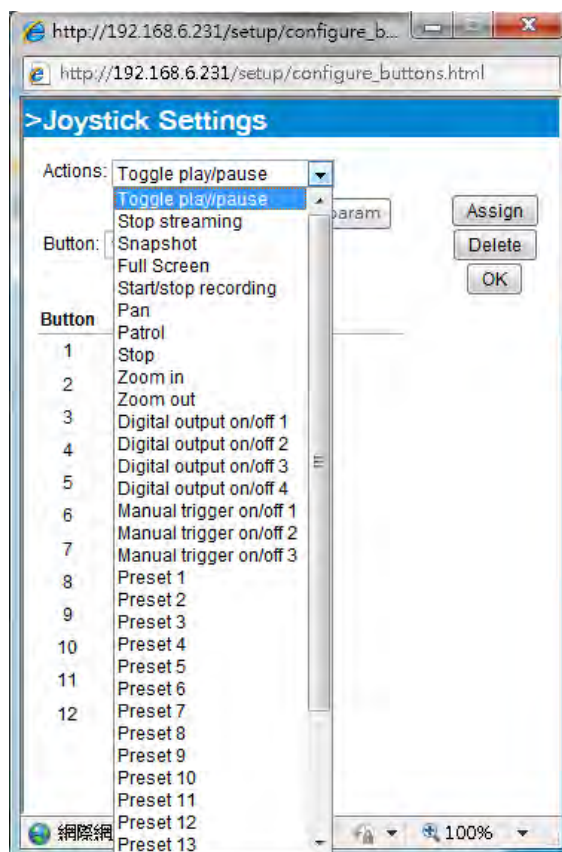 http://192.168.6.231/setup/configure_b...
http://192.168.6.231/setup/configure_buttons.html
>Joystick Settings
Actions: Toggle play/pause
Toggle play/pause
Stop streaming
param
Assign
Button:
Snapshot
Delete
Full Screen
OK
Start/stop recording
Button
Pan
Patrol
1
Stop
2
Zoom in
Zoom out
3
Digital output on/off 1
4
Digital output on/off 2
Digital output on/off 3
5
Digital output on/off 4
6
Manual trigger on/off 1
Manual trigger on/off 2
7
Manual trigger on/off 3
8
Preset 1
Preset 2
9
Preset 3
10
Preset 4
Preset 5
11
Preset 6
12
Preset 7
Preset 8
Preset 9
Preset 10
Preset 11
Preset 12
網際網
100%
Preset 13